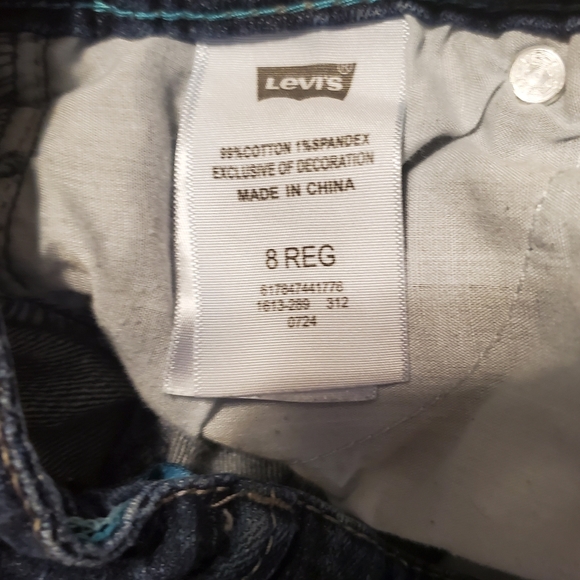 Levi's
99%COTTON 1%SPANDEX
EXCLUSIVE OF DECORATION
MADE IN CHINA
8 REG
617847441776
1613-289 312
0724